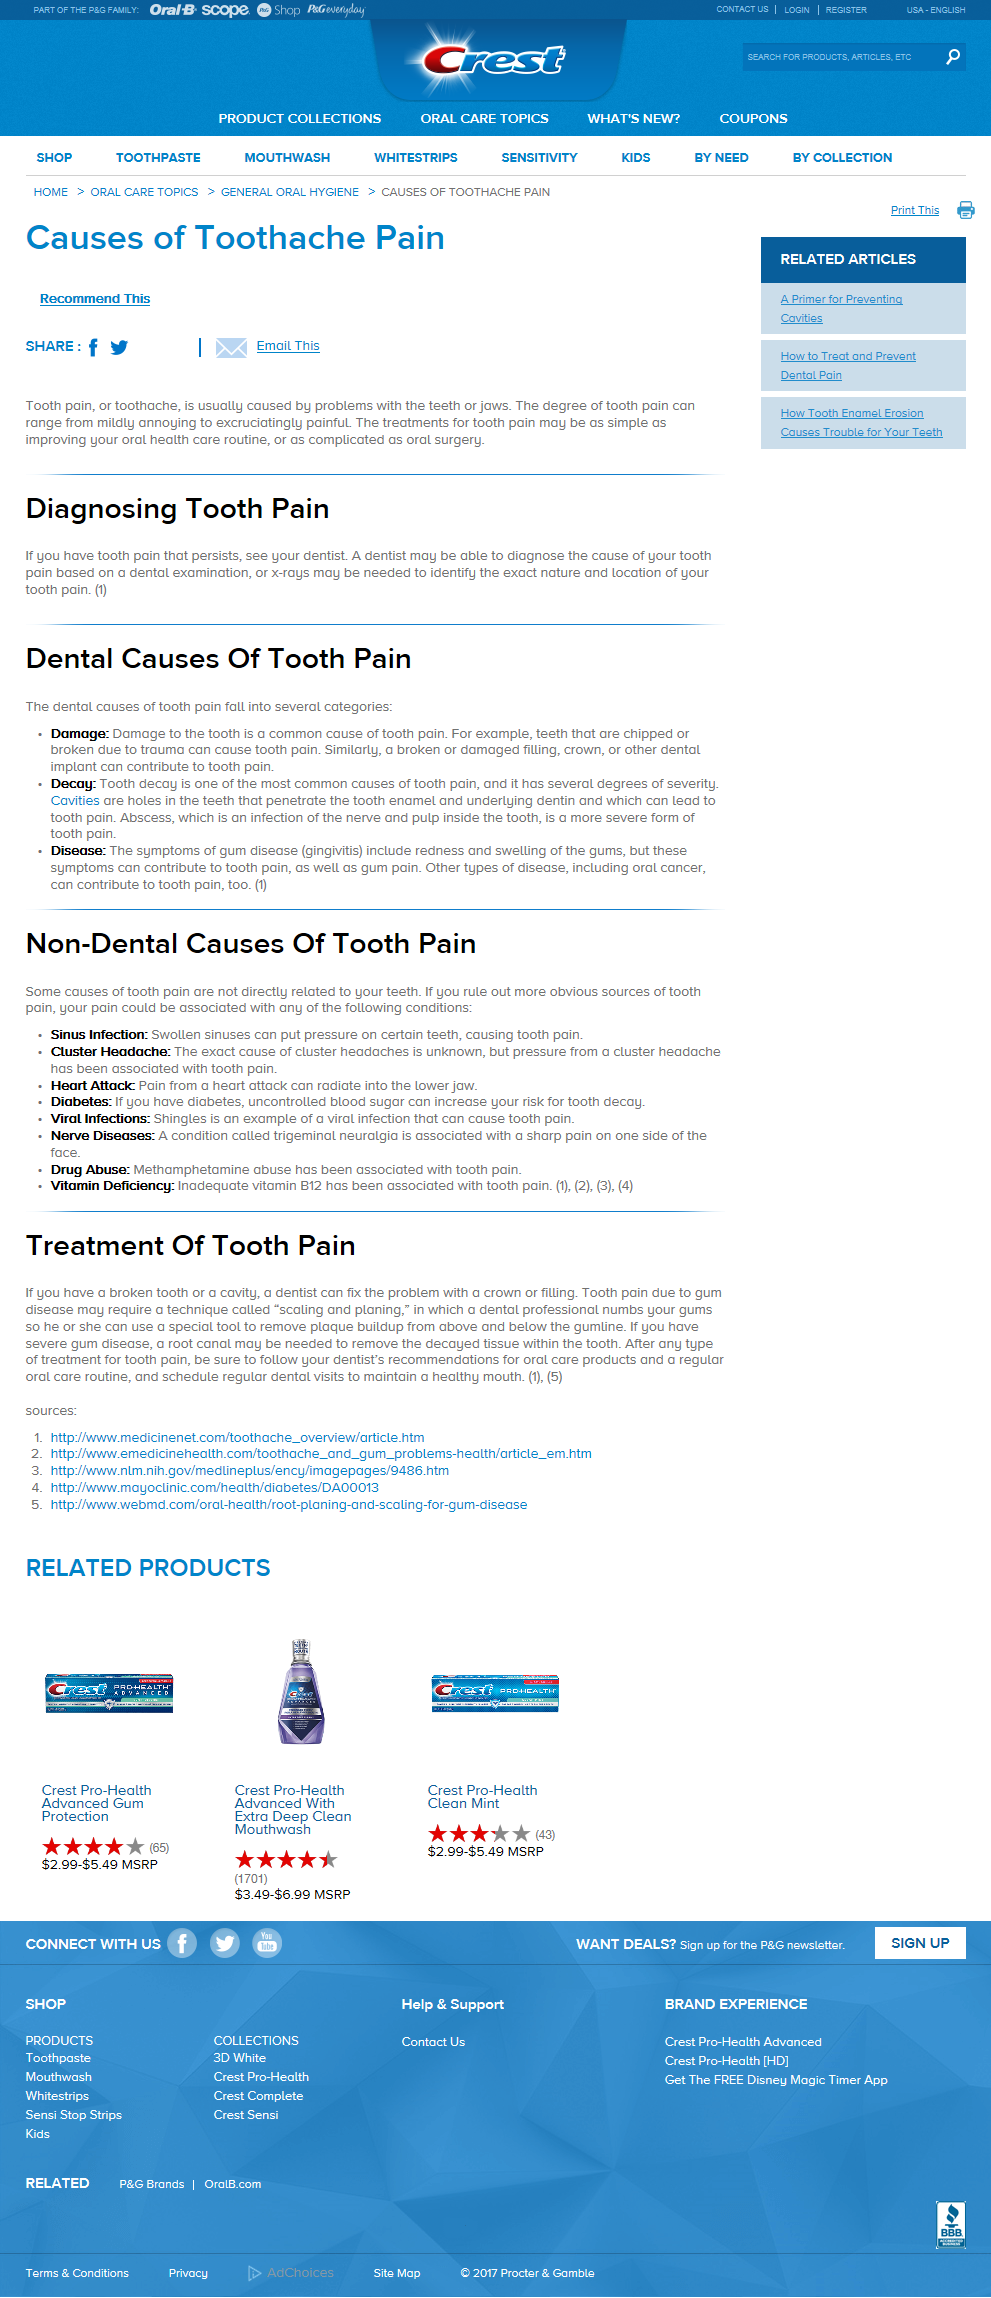 PART OF THE P&G FAMILY: Oral-B scope. P&G Shop P&G everyday
CONTACT US | LOGIN | REGISTER USA - ENGLISH
Crest
SEARCH FOR PRODUCTS, ARTICLES, ETC
PRODUCT COLLECTIONS ORAL CARE TOPICS WHAT'S NEW? COUPONS
SHOP TOOTHPASTE MOUTHWASH WHITESTRIPS SENSITIVITY KIDS BY NEED BY COLLECTION
HOME > ORAL CARE TOPICS > GENERAL ORAL HYGIENE > CAUSES OF TOOTHACHE PAIN
Print This
Causes of Toothache Pain
Recommend This
SHARE :
Email This
RELATED ARTICLES
A Primer for Preventing
Cavities
How to Treat and Prevent
Dental Pain
How Tooth Enamel Erosion
Causes Trouble for Your Teeth
Tooth pain, or toothache, is usually caused by problems with the teeth or jaws. The degree of tooth pain can
range from mildly annoying to excruciatingly painful. The treatments for tooth pain may be as simple as
improving your oral health care routine, or as complicated as oral surgery.
Diagnosing Tooth Pain
If you have tooth pain that persists, see your dentist. A dentist may be able to diagnose the cause of your tooth
pain based on a dental examination, or x-rays may be needed to identify the exact nature and location of your
tooth pain. (1)
Dental Causes Of Tooth Pain
The dental causes of tooth pain fall into several categories:
• Damage: Damage to the tooth is a common cause of tooth pain. For example, teeth that are chipped or
broken due to trauma can cause tooth pain. Similarly, a broken or damaged filling, crown, or other dental
implant can contribute to tooth pain.
• Decay: Tooth decay is one of the most common causes of tooth pain, and it has several degrees of severity.
Cavities are holes in the teeth that penetrate the tooth enamel and underlying dentin and which can lead to
tooth pain. Abscess, which is an infection of the nerve and pulp inside the tooth, is a more severe form of
tooth pain.
• Disease: The symptoms of gum disease (gingivitis) include redness and swelling of the gums, but these
symptoms can contribute to tooth pain, as well as gum pain. Other types of disease, including oral cancer,
can contribute to tooth pain, too. (1)
Non-Dental Causes Of Tooth Pain
Some causes of tooth pain are not directly related to your teeth. If you rule out more obvious sources of tooth
pain, your pain could be associated with any of the following conditions:
• Sinus Infection: Swollen sinuses can put pressure on certain teeth, causing tooth pain.
• Cluster Headache: The exact cause of cluster headaches is unknown, but pressure from a cluster headache
has been associated with tooth pain.
• Heart Attack: Pain from a heart attack can radiate into the lower jaw.
• Diabetes: If you have diabetes, uncontrolled blood sugar can increase your risk for tooth decay.
• Viral Infections: Shingles is an example of a viral infection that can cause tooth pain.
• Nerve Diseases: A condition called trigeminal neuralgia is associated with a sharp pain on one side of the
face.
• Drug Abuse: Methamphetamine abuse has been associated with tooth pain.
• Vitamin Deficiency: Inadequate vitamin B12 has been associated with tooth pain. (1), (2), (3), (4)
Treatment Of Tooth Pain
If you have a broken tooth or a cavity, a dentist can fix the problem with a crown or filling. Tooth pain due to gum
disease may require a technique called “scaling and planing,” in which a dental professional numbs your gums
so he or she can use a special tool to remove plaque buildup from above and below the gumline. If you have
severe gum disease, a root canal may be needed to remove the decayed tissue within the tooth. After any type
of treatment for tooth pain, be sure to follow your dentist’s recommendations for oral care products and a regular
oral care routine, and schedule regular dental visits to maintain a healthy mouth. (1), (5)
sources:
1. http://www.medicinenet.com/toothache_overview/article.htm
2. http://www.emedicinehealth.com/toothache_and_gum_problems-health/article_em.htm
3. http://www.nlm.nih.gov/medlineplus/ency/imagepages/9486.htm
4. http://www.mayoclinic.com/health/diabetes/DA00013
5. http://www.webmd.com/oral-health/root-planing-and-scaling-for-gum-disease
RELATED PRODUCTS
Crest PRO-HEALTH ADVANCED
Crest
Crest PRO-HEALTH
Crest Pro-Health
Advanced Gum
Protection
(65)
$2.99-$5.49 MSRP
Crest Pro-Health
Advanced With
Extra Deep Clean
Mouthwash
(1701)
$3.49-$6.99 MSRP
Crest Pro-Health
Clean Mint
(43)
$2.99-$5.49 MSRP
CONNECT WITH US You Tube
WANT DEALS? Sign up for the P&G newsletter. SIGN UP
SHOP
PRODUCTS
Toothpaste
Mouthwash
Whitestrips
Sensi Stop Strips
Kids
COLLECTIONS
3D White
Crest Pro-Health
Crest Complete
Crest Sensi
Help & Support
Contact Us
BRAND EXPERIENCE
Crest Pro-Health Advanced
Crest Pro-Health [HD]
Get The FREE Disney Magic Timer App
RELATED P&G Brands | OralB.com
BBB
ACCREDITED BUSINESS
Terms & Conditions Privacy AdChoices Site Map © 2017 Procter & Gamble